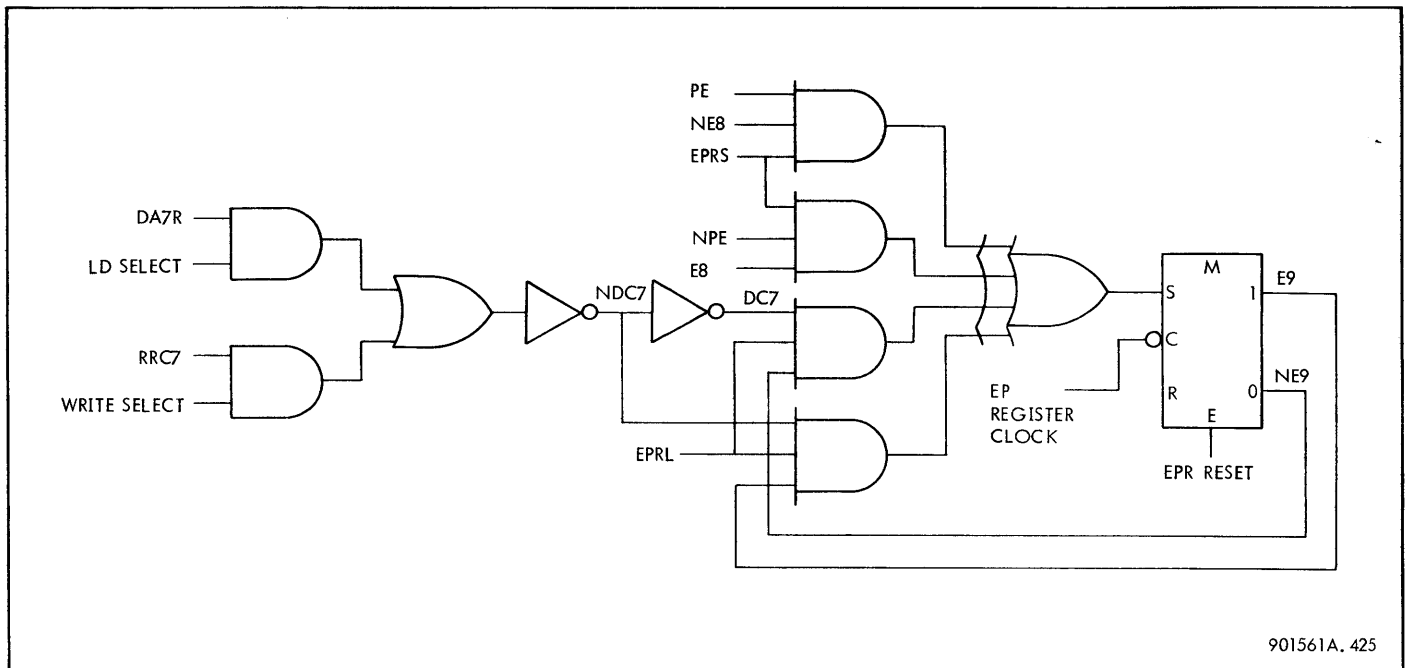 PE
NE8
EPRS
DA7R
LD SELECT
NPE
E8
NDC7
DC7
M
S
1
E9
C
R
0
NE9
E
RRC7
WRITE SELECT
EP
REGISTER
CLOCK
EPRL
EPR RESET
901561A. 425